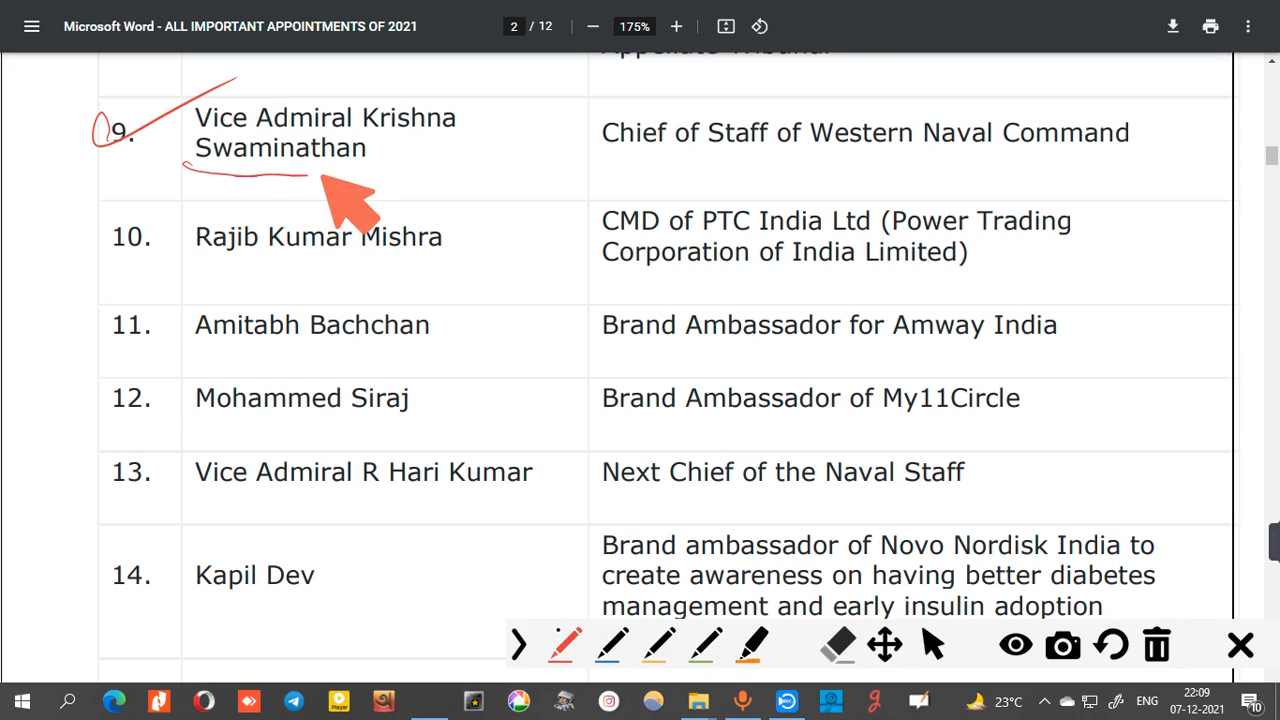 Microsoft Word - ALL IMPORTANT APPOINTMENTS OF 2021
2 / 12
175%
Appellate Tribunal
9.
Vice Admiral Krishna
Swaminathan
Chief of Staff of Western Naval Command
10.
Rajib Kumar Mishra
CMD of PTC India Ltd (Power Trading
Corporation of India Limited)
11.
Amitabh Bachchan
Brand Ambassador for Amway India
12.
Mohammed Siraj
Brand Ambassador of My11Circle
13.
Vice Admiral R Hari Kumar
Next Chief of the Naval Staff
14.
Kapil Dev
Brand ambassador of Novo Nordisk India to
create awareness on having better diabetes
management and early insulin adoption
Player
23°C
ENG
22:09
07-12-2021
10